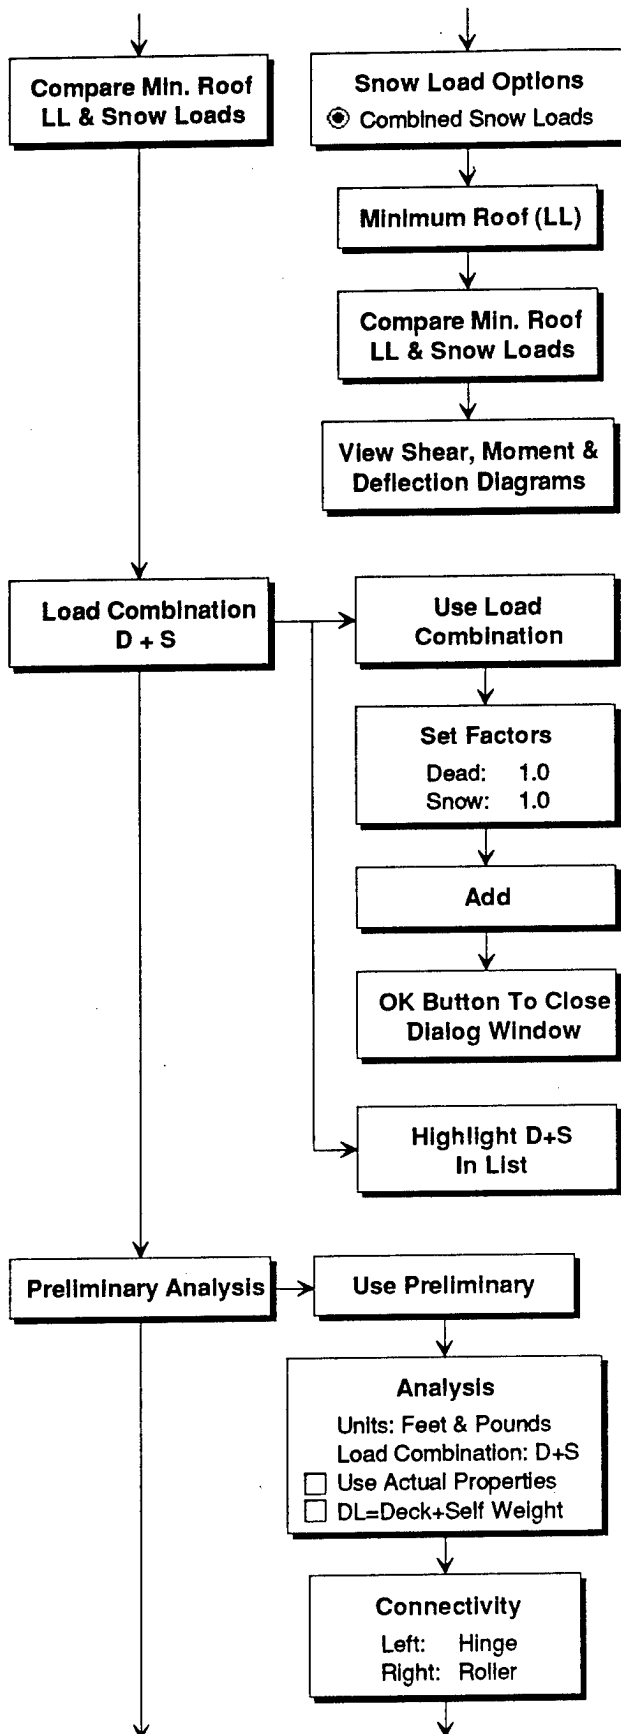 Compare Min. Roof
LL & Snow Loads
Snow Load Options
Combined Snow Loads
Minimum Roof (LL)
Compare Min. Roof
LL & Snow Loads
View Shear, Moment &
Deflection Diagrams
Load Combination
D + S
Use Load
Combination
Set Factors
Dead: 1.0
Snow: 1.0
Add
OK Button To Close
Dialog Window
Highlight D+S
In List
Preliminary Analysis
Use Preliminary
Analysis
Units: Feet & Pounds
Load Combination: D+S
Use Actual Properties
DL=Deck+Self Weight
Connectivity
Left: Hinge
Right: Roller